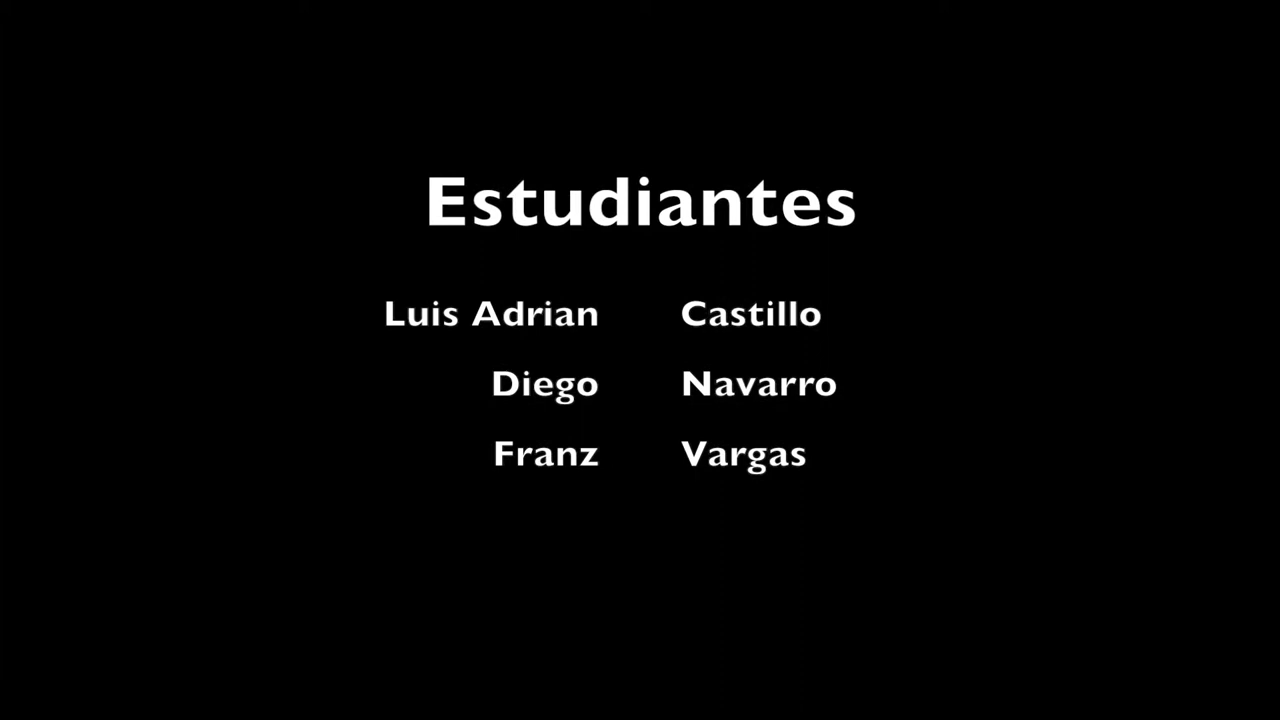 Estudiantes
Luis Adrian Castillo
Diego Navarro
Franz Vargas